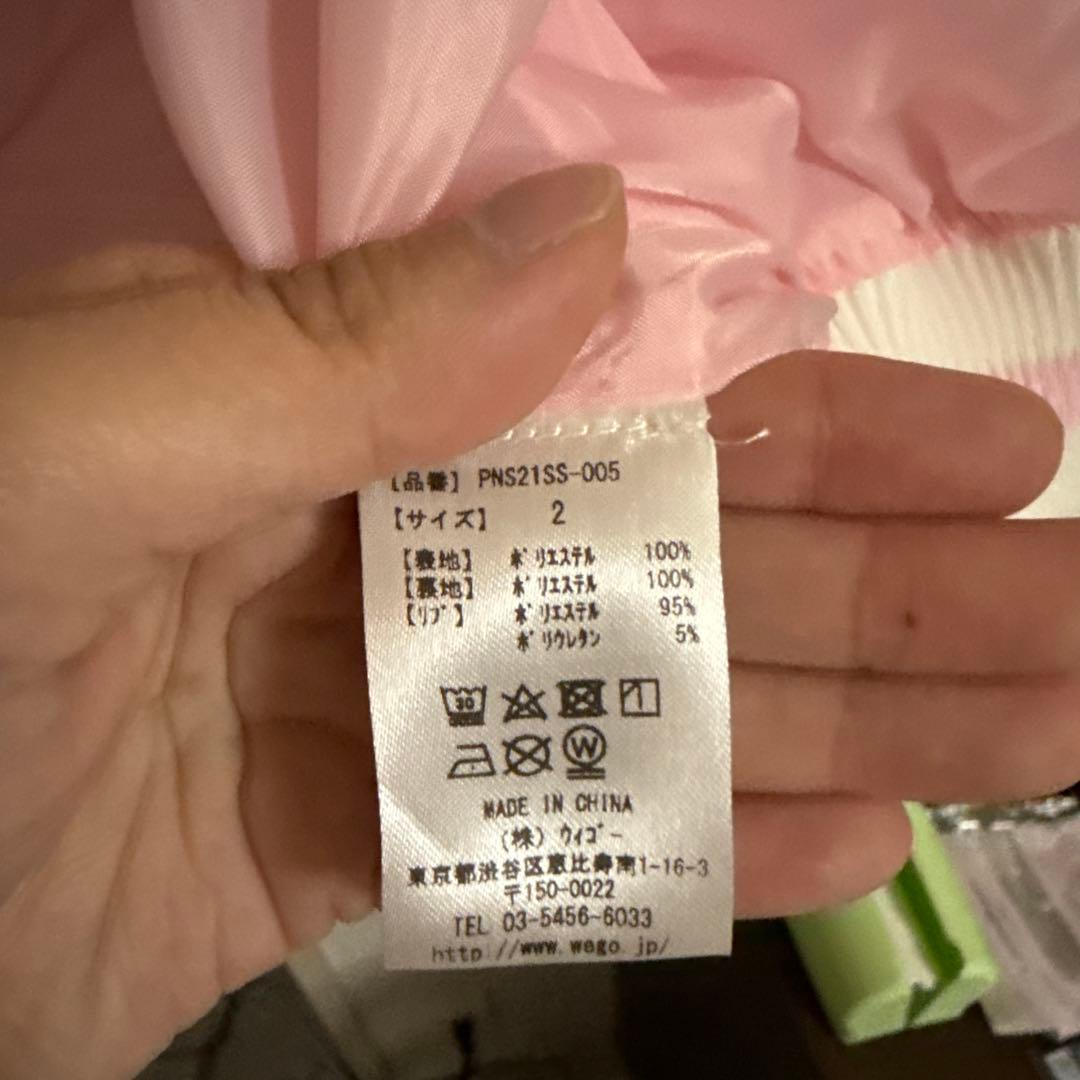 【品番】 PNS21SS-005
【サイズ】 2
【表地】 ﾎﾟﾘｴｽﾃﾙ 100%
【裏地】 ﾎﾟﾘｴｽﾃﾙ 100%
【ﾘﾌﾞ】 ﾎﾟﾘｴｽﾃﾙ 95%
ﾎﾟﾘｳﾚﾀﾝ 5%
30
W
MADE IN CHINA
(株) ｳｨｺﾞｰ
東京都渋谷区恵比寿南1-16-3
〒150-0022
TEL 03-5456-6033
http://www.wego.jp/